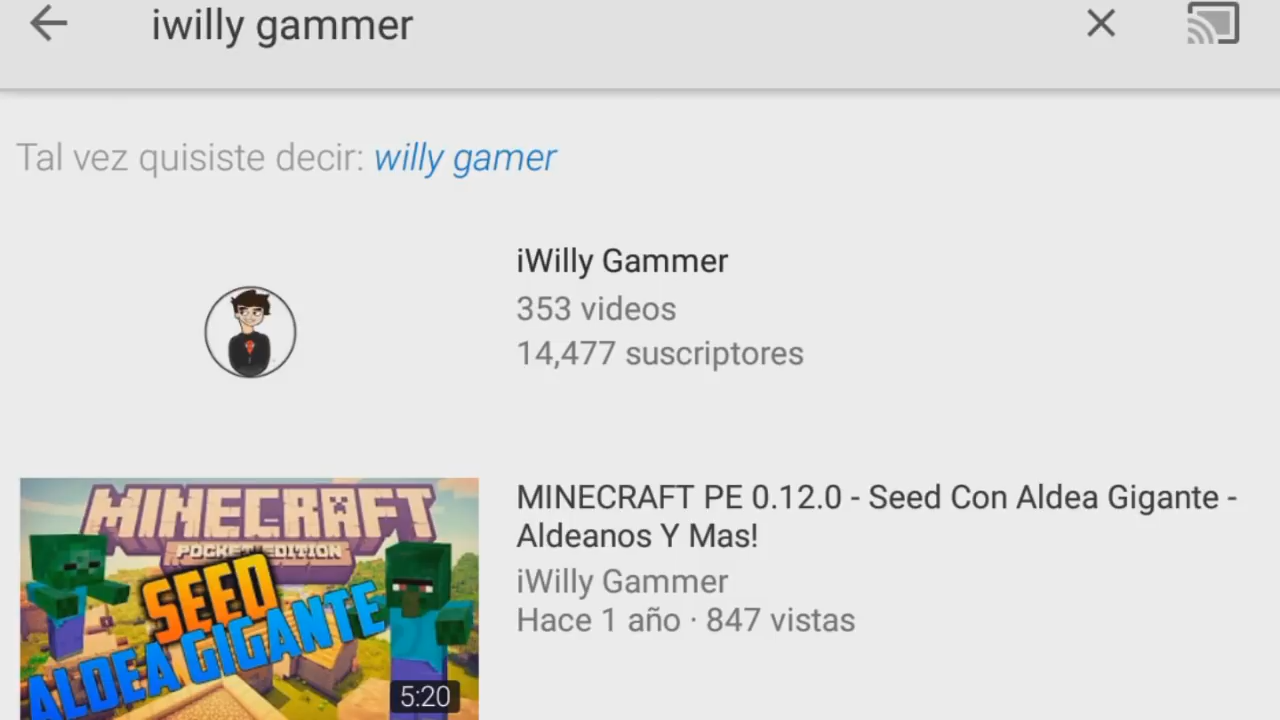 iwilly gammer
Tal vez quisiste decir: willy gamer
iWilly Gammer
353 videos
14,477 suscriptores
MINECRAFT
POCKET EDITION
SEED
ALDEA GIGANTE
5:20
MINECRAFT PE 0.12.0 - Seed Con Aldea Gigante -
Aldeanos Y Mas!
iWilly Gammer
Hace 1 año · 847 vistas